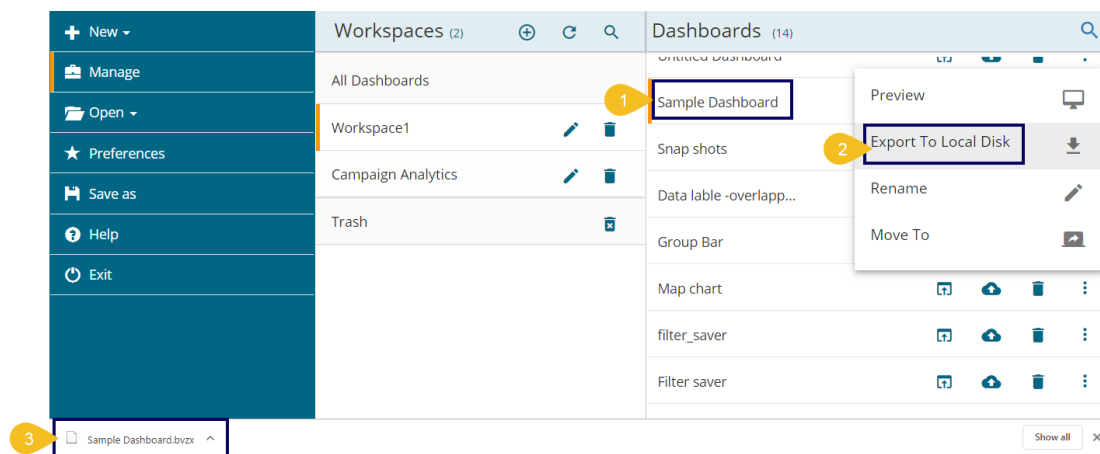 New
Manage
Open
Preferences
Save as
Help
Exit
Workspaces (2)
All Dashboards
Workspace1
Campaign Analytics
Trash
Dashboards (14)
Untitled Dashboard
1
Sample Dashboard
Snap shots
Data lable -overlapp...
Group Bar
Map chart
filter_saver
Filter saver
Preview
2
Export To Local Disk
Rename
Move To
3
Sample Dashboard.bvzx
Show all